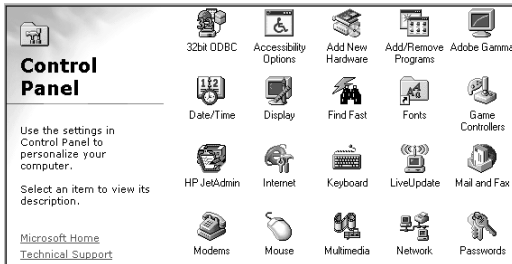 Control
Panel
Use the settings in
Control Panel to
personalize your
computer.
Select an item to view its
description.
Microsoft Home
Technical Support
32bit ODBC
Accessibility
Options
Add New
Hardware
Add/Remove
Programs
Adobe Gamma
Date/Time
Display
Find Fast
Fonts
Game
Controllers
HP JetAdmin
Internet
Keyboard
LiveUpdate
Mail and Fax
Modems
Mouse
Multimedia
Network
Passwords